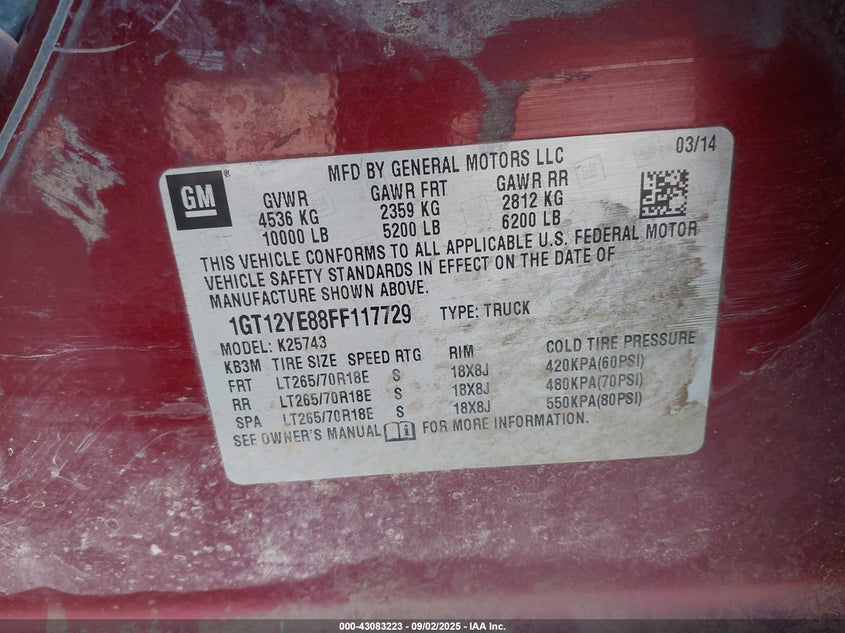 MFD BY GENERAL MOTORS LLC 03/14
GM
GVWR GAWR FRT GAWR RR
4536 KG 2359 KG 2812 KG
10000 LB 5200 LB 6200 LB
THIS VEHICLE CONFORMS TO ALL APPLICABLE U.S. FEDERAL MOTOR
VEHICLE SAFETY STANDARDS IN EFFECT ON THE DATE OF
MANUFACTURE SHOWN ABOVE.
1GT12YE88FF117729 TYPE: TRUCK
MODEL: K25743
KB3M TIRE SIZE SPEED RTG RIM COLD TIRE PRESSURE
FRT LT265/70R18E S 18X8J 420KPA(60PSI)
RR LT265/70R18E S 18X8J 480KPA(70PSI)
SPA LT265/70R18E S 18X8J 550KPA(80PSI)
SEE OWNER'S MANUAL i FOR MORE INFORMATION.
000-43083223 - 09/02/2025 - IAA Inc.